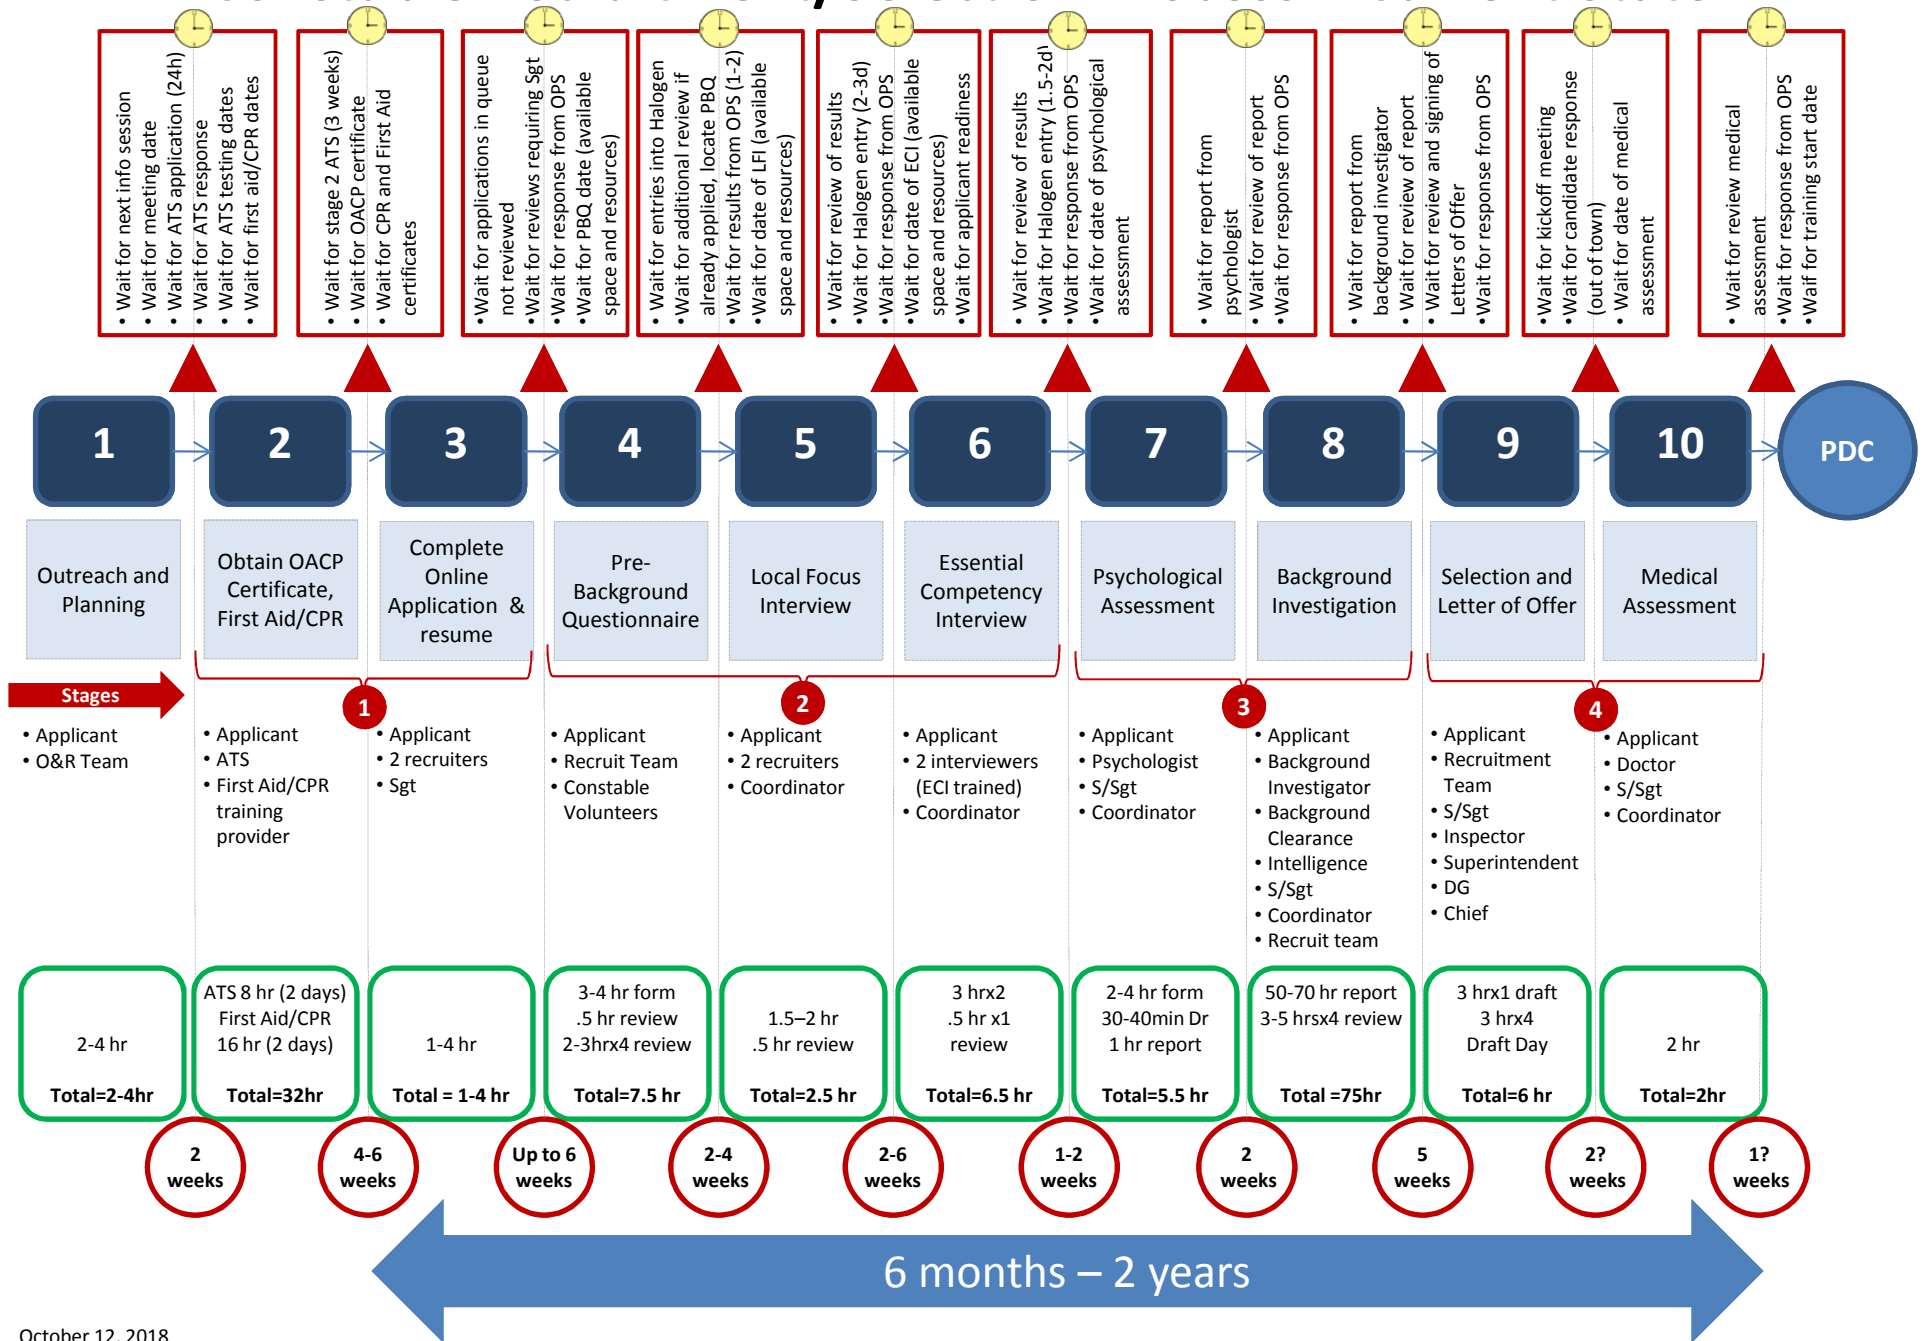 • Wait for next info session
• Wait for meeting date
• Wait for ATS application (24h)
• Wait for ATS response
• Wait for ATS testing dates
• Wait for first aid/CPR dates
• Wait for stage 2 ATS (3 weeks)
• Wait for OACP certificate
• Wait for CPR and First Aid
certificates
• Wait for applications in queue
not reviewed
• Wait for reviews requiring Sgt
• Wait for response from OPS
• Wait for PBQ date (available
space and resources)
• Wait for entries into Halogen
• Wait for additional review if
already applied, locate PBQ
• Wait for results from OPS (1-2)
• Wait for date of LFI (available
space and resources)
• Wait for review of results
• Wait for Halogen entry (2-3d)
• Wait for response from OPS
• Wait for date of ECI (available
space and resources)
• Wait for applicant readiness
• Wait for review of results
• Wait for Halogen entry (1.5-2d)
• Wait for response from OPS
• Wait for date of psychological
assessment
• Wait for report from
psychologist
• Wait for review of report
• Wait for response from OPS
• Wait for report from
background investigator
• Wait for review of report
• Wait for review and signing of
Letters of Offer
• Wait for response from OPS
• Wait for kickoff meeting
• Wait for candidate response
(out of town)
• Wait for date of medical
assessment
• Wait for review medical
assessment
• Wait for response from OPS
• Waif for training start date
1
2
3
4
5
6
7
8
9
10
PDC
Outreach and
Planning
Obtain OACP
Certificate,
First Aid/CPR
Complete
Online
Application &
resume
Pre-
Background
Questionnaire
Local Focus
Interview
Essential
Competency
Interview
Psychological
Assessment
Background
Investigation
Selection and
Letter of Offer
Medical
Assessment
Stages
1
2
3
4
• Applicant
• O&R Team
• Applicant
• ATS
• First Aid/CPR
training
provider
• Applicant
• 2 recruiters
• Sgt
• Applicant
• Recruit Team
• Constable
Volunteers
• Applicant
• 2 recruiters
• Coordinator
• Applicant
• 2 interviewers
(ECI trained)
• Coordinator
• Applicant
• Psychologist
• S/Sgt
• Coordinator
• Applicant
• Background
Investigator
• Background
Clearance
• Intelligence
• S/Sgt
• Coordinator
• Recruit team
• Applicant
• Recruitment
Team
• S/Sgt
• Inspector
• Superintendent
• DG
• Chief
• Applicant
• Doctor
• S/Sgt
• Coordinator
2-4 hr
Total=2-4hr
ATS 8 hr (2 days)
First Aid/CPR
16 hr (2 days)
Total=32hr
1-4 hr
Total = 1-4 hr
3-4 hr form
.5 hr review
2-3hrx4 review
Total=7.5 hr
1.5–2 hr
.5 hr review
Total=2.5 hr
3 hrx2
.5 hr x1
review
Total=6.5 hr
2-4 hr form
30-40min Dr
1 hr report
Total=5.5 hr
50-70 hr report
3-5 hrsx4 review
Total =75hr
3 hrx1 draft
3 hrx4
Draft Day
Total=6 hr
2 hr
Total=2hr
2
weeks
4-6
weeks
Up to 6
weeks
2-4
weeks
2-6
weeks
1-2
weeks
2
weeks
5
weeks
2?
weeks
1?
weeks
6 months – 2 years
October 12, 2018